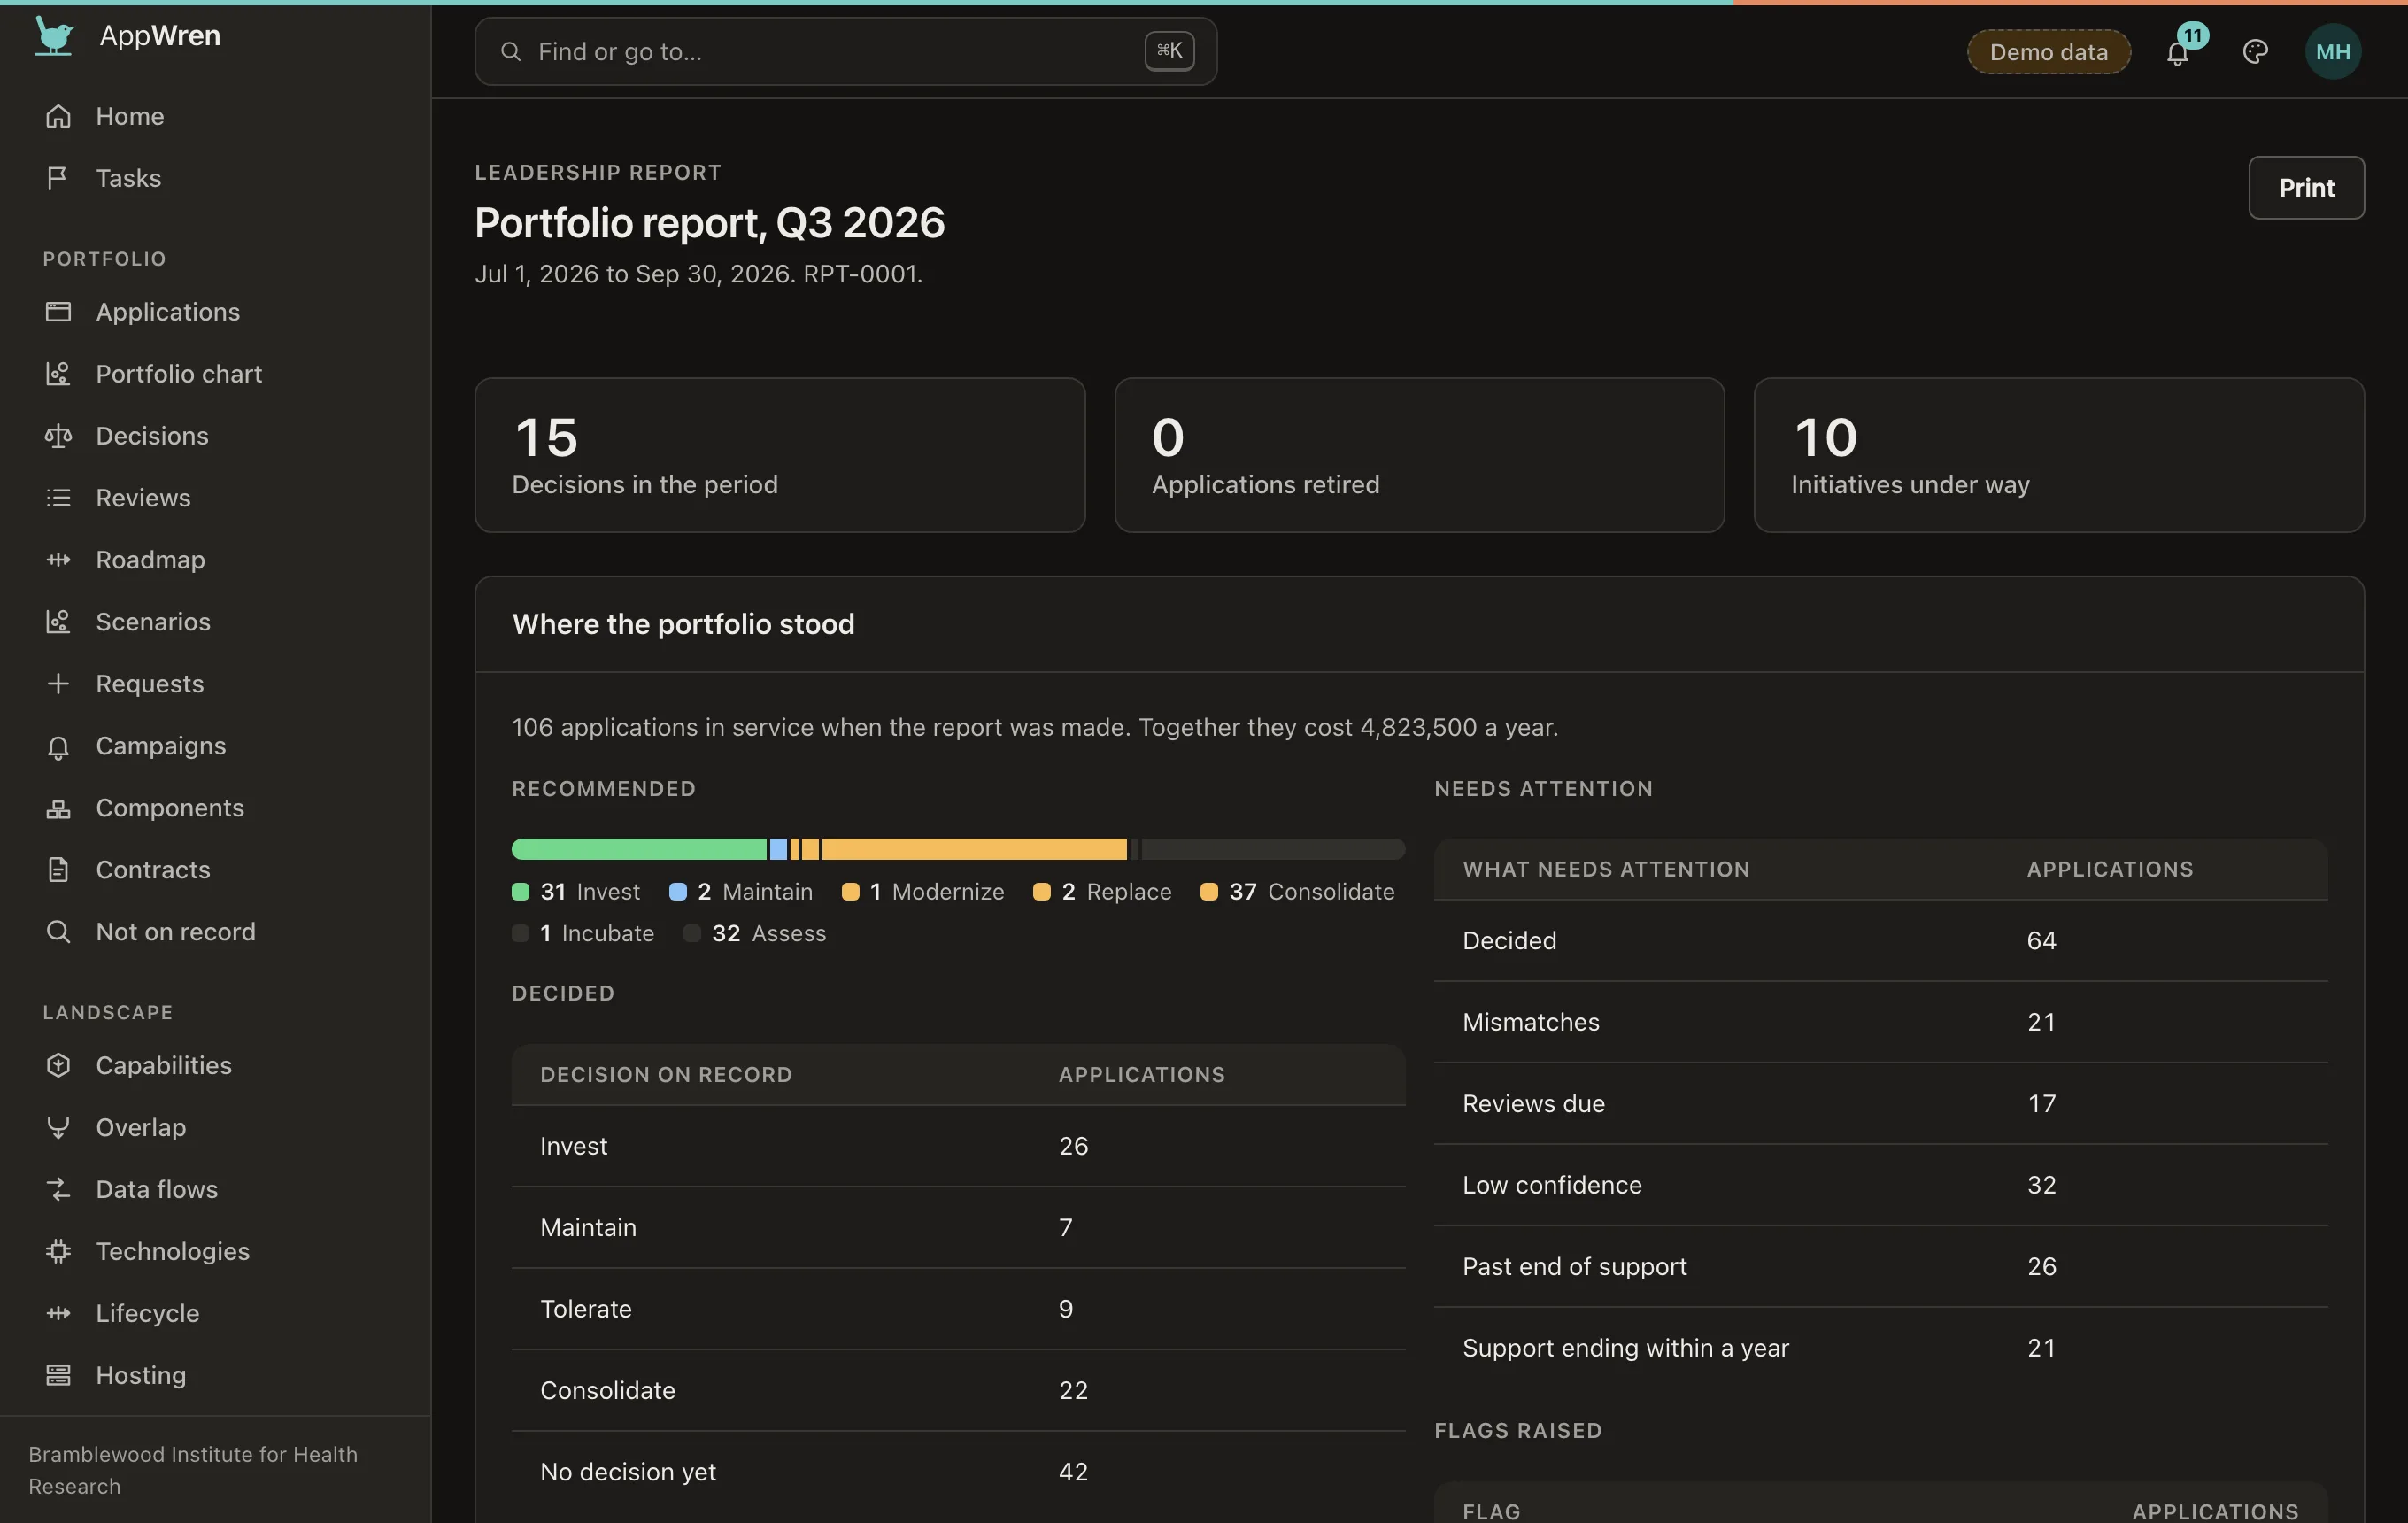 AppWren
Home
Tasks
PORTFOLIO
Applications
Portfolio chart
Decisions
Reviews
Roadmap
Scenarios
Requests
Campaigns
Components
Contracts
Not on record
LANDSCAPE
Capabilities
Overlap
Data flows
Technologies
Lifecycle
Hosting
Bramblewood Institute for Health
Research
Find or go to...
⌘K
Demo data
11
MH
LEADERSHIP REPORT
Portfolio report, Q3 2026
Jul 1, 2026 to Sep 30, 2026. RPT-0001.
Print
15
Decisions in the period
0
Applications retired
10
Initiatives under way
Where the portfolio stood
106 applications in service when the report was made. Together they cost 4,823,500 a year.
RECOMMENDED
31 Invest 2 Maintain 1 Modernize 2 Replace 37 Consolidate
1 Incubate 32 Assess
DECIDED
DECISION ON RECORD APPLICATIONS
Invest 26
Maintain 7
Tolerate 9
Consolidate 22
No decision yet 42
NEEDS ATTENTION
WHAT NEEDS ATTENTION APPLICATIONS
Decided 64
Mismatches 21
Reviews due 17
Low confidence 32
Past end of support 26
Support ending within a year 21
FLAGS RAISED
FLAG APPLICATIONS